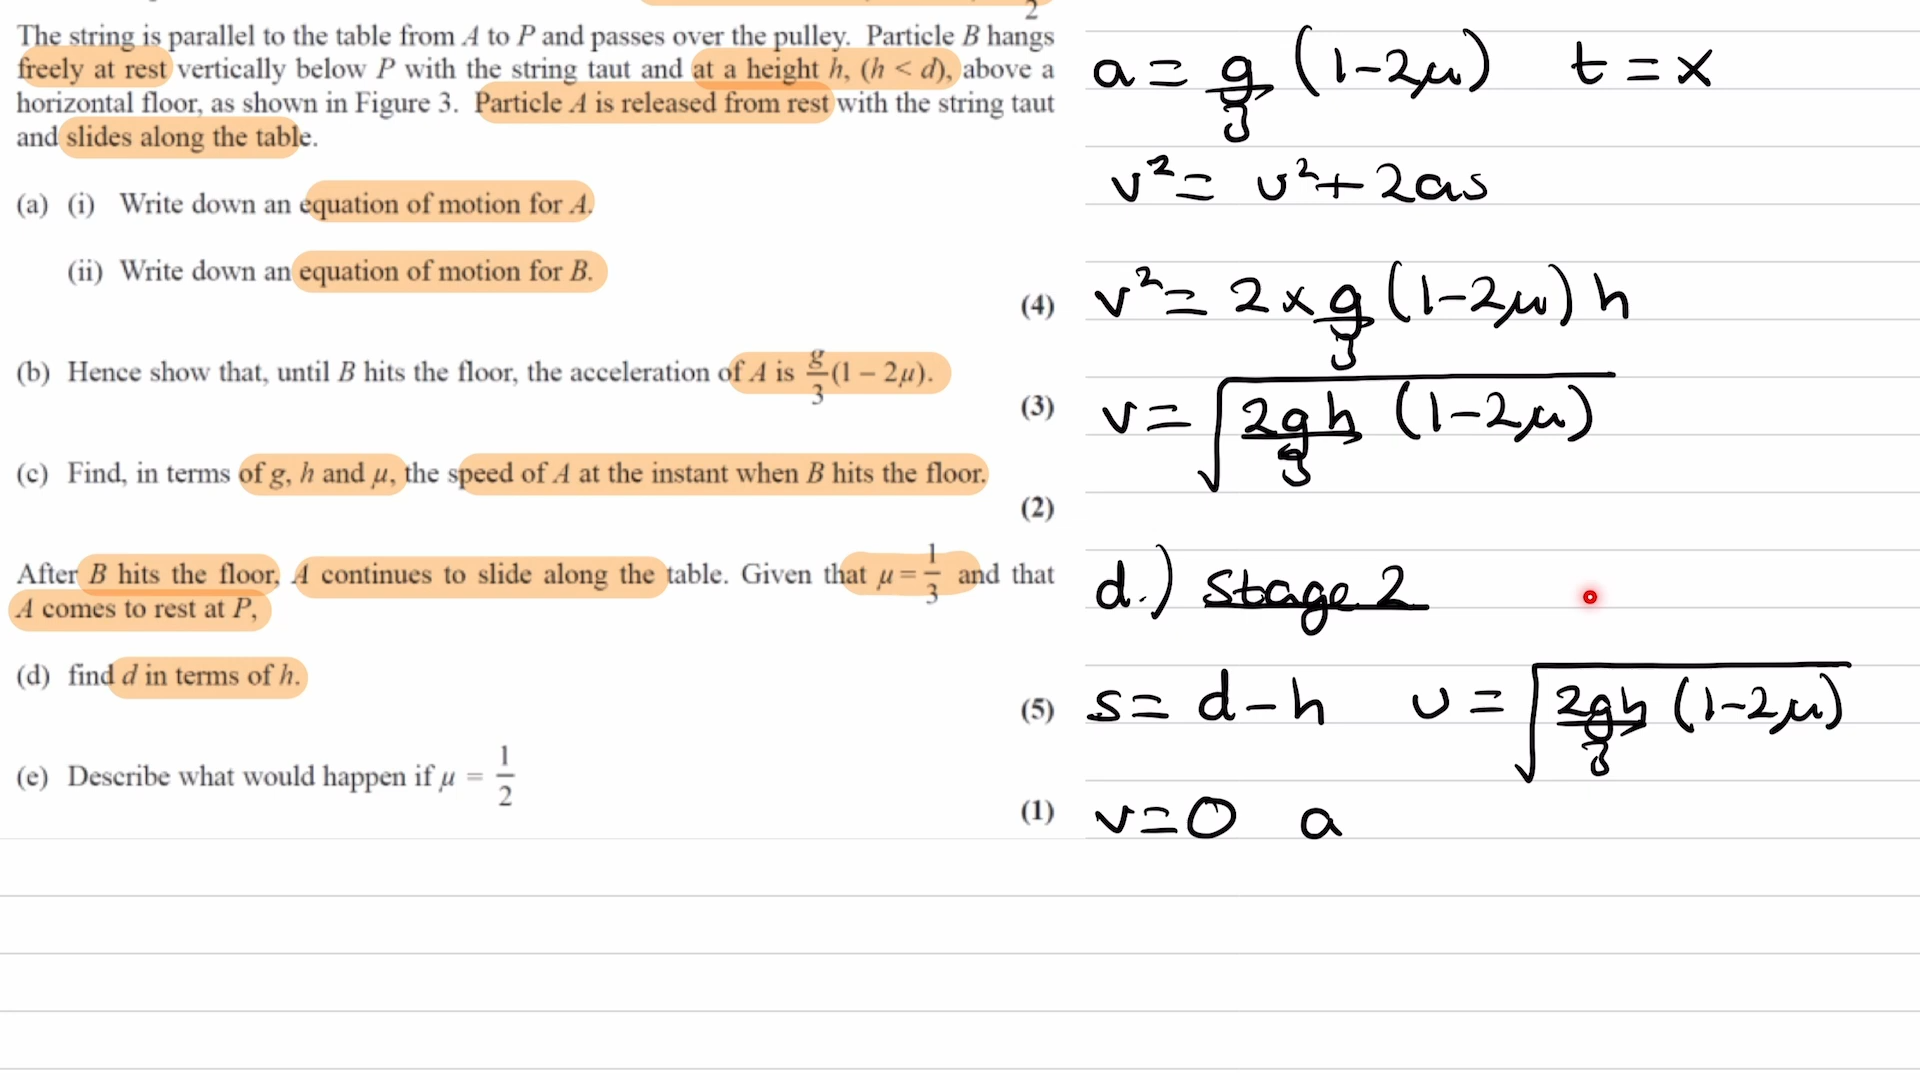 2
The string is parallel to the table from A to P and passes over the pulley. Particle B hangs
freely at rest vertically below P with the string taut and at a height h, (h < d), above a
horizontal floor, as shown in Figure 3. Particle A is released from rest with the string taut
and slides along the table.
(a) (i) Write down an equation of motion for A.
(ii) Write down an equation of motion for B.
(4)
(b) Hence show that, until B hits the floor, the acceleration of A is g/3(1 – 2μ).
(3)
(c) Find, in terms of g, h and μ, the speed of A at the instant when B hits the floor.
(2)
After B hits the floor, A continues to slide along the table. Given that μ = 1/3 and that
A comes to rest at P,
(d) find d in terms of h.
(5)
(e) Describe what would happen if μ = 1/2
(1)
a = g/3 (1-2μ) t = x
v² = u² + 2as
v² = 2 x g/3 (1-2μ) h
v = √(2gh/3 (1-2μ))
d.) Stage 2
s = d - h u = √(2gh/3 (1-2μ))
v = 0 a